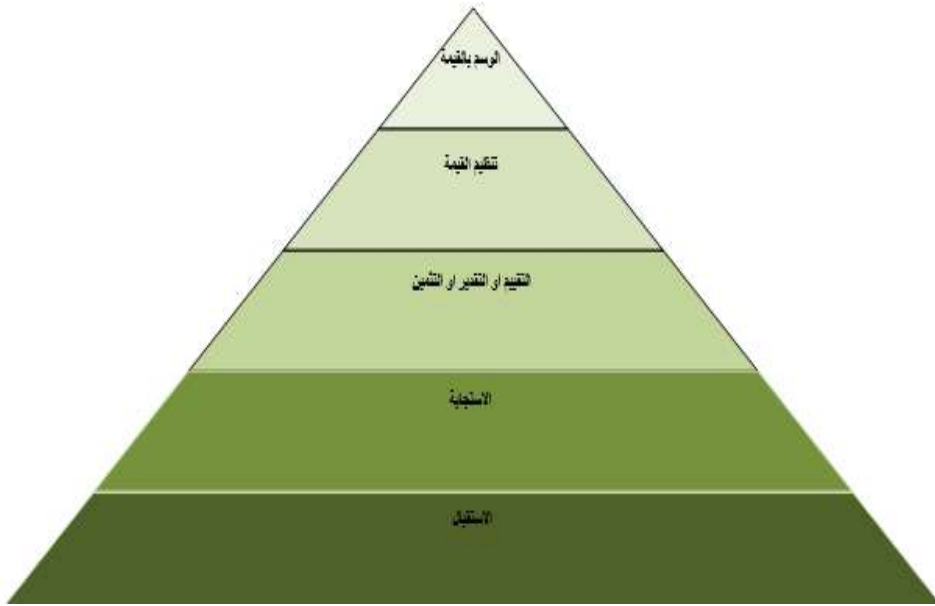 الوسم بالقيمة
تنظيم القيمة
التقييم او التقدير او التثمين
الاستجابة
الاستقبال